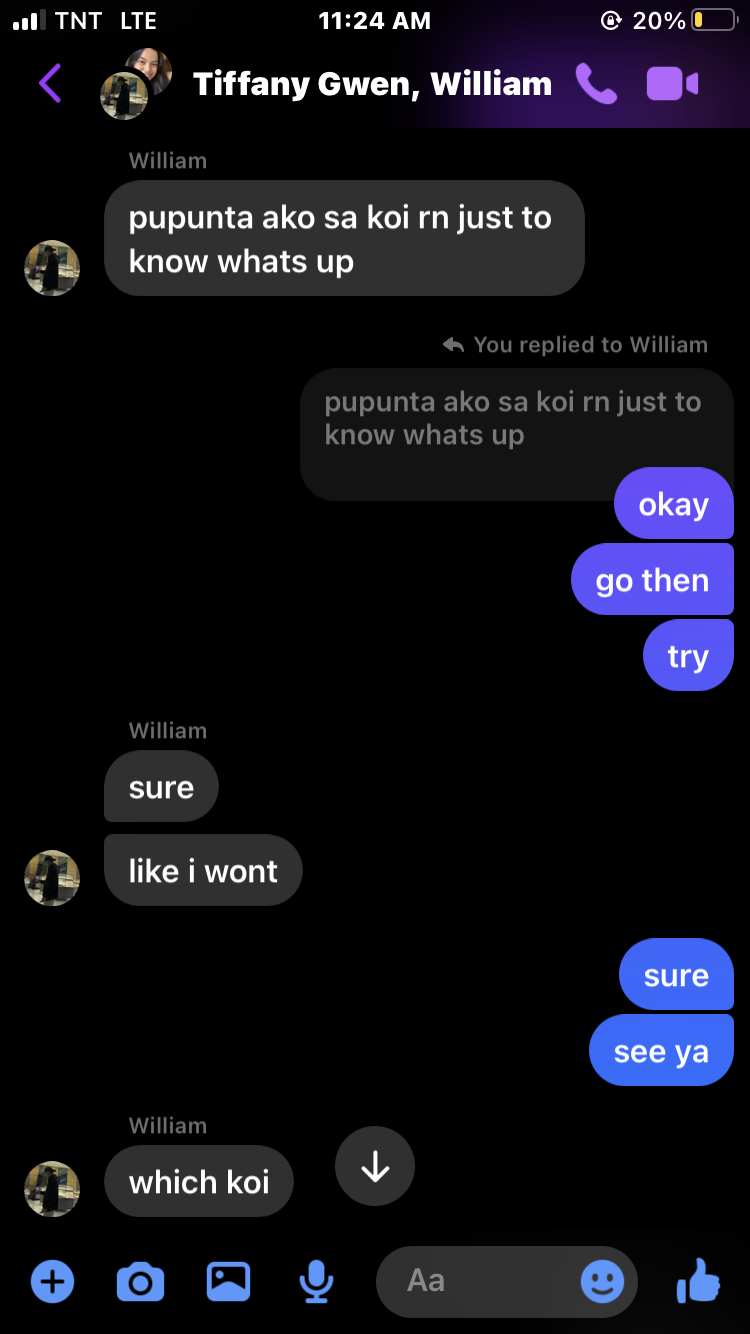 TNT LTE 11:24 AM 20%
Tiffany Gwen, William
William
pupunta ako sa koi rn just to
know whats up
You replied to William
pupunta ako sa koi rn just to
know whats up
okay
go then
try
William
sure
like i wont
sure
see ya
William
which koi
Aa